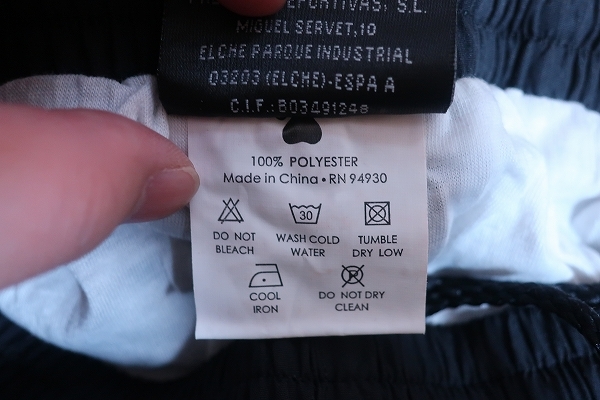 DEPORTIVAS, S.L.
MIGUEL SERVET,10
ELCHE PARQUE INDUSTRIAL
03203 (ELCHE)-ESPA A
C.I.F.: B03491248
100% POLYESTER
Made in China • RN 94930
DO NOT BLEACH
30
WASH COLD WATER
TUMBLE DRY LOW
COOL IRON
DO NOT DRY CLEAN